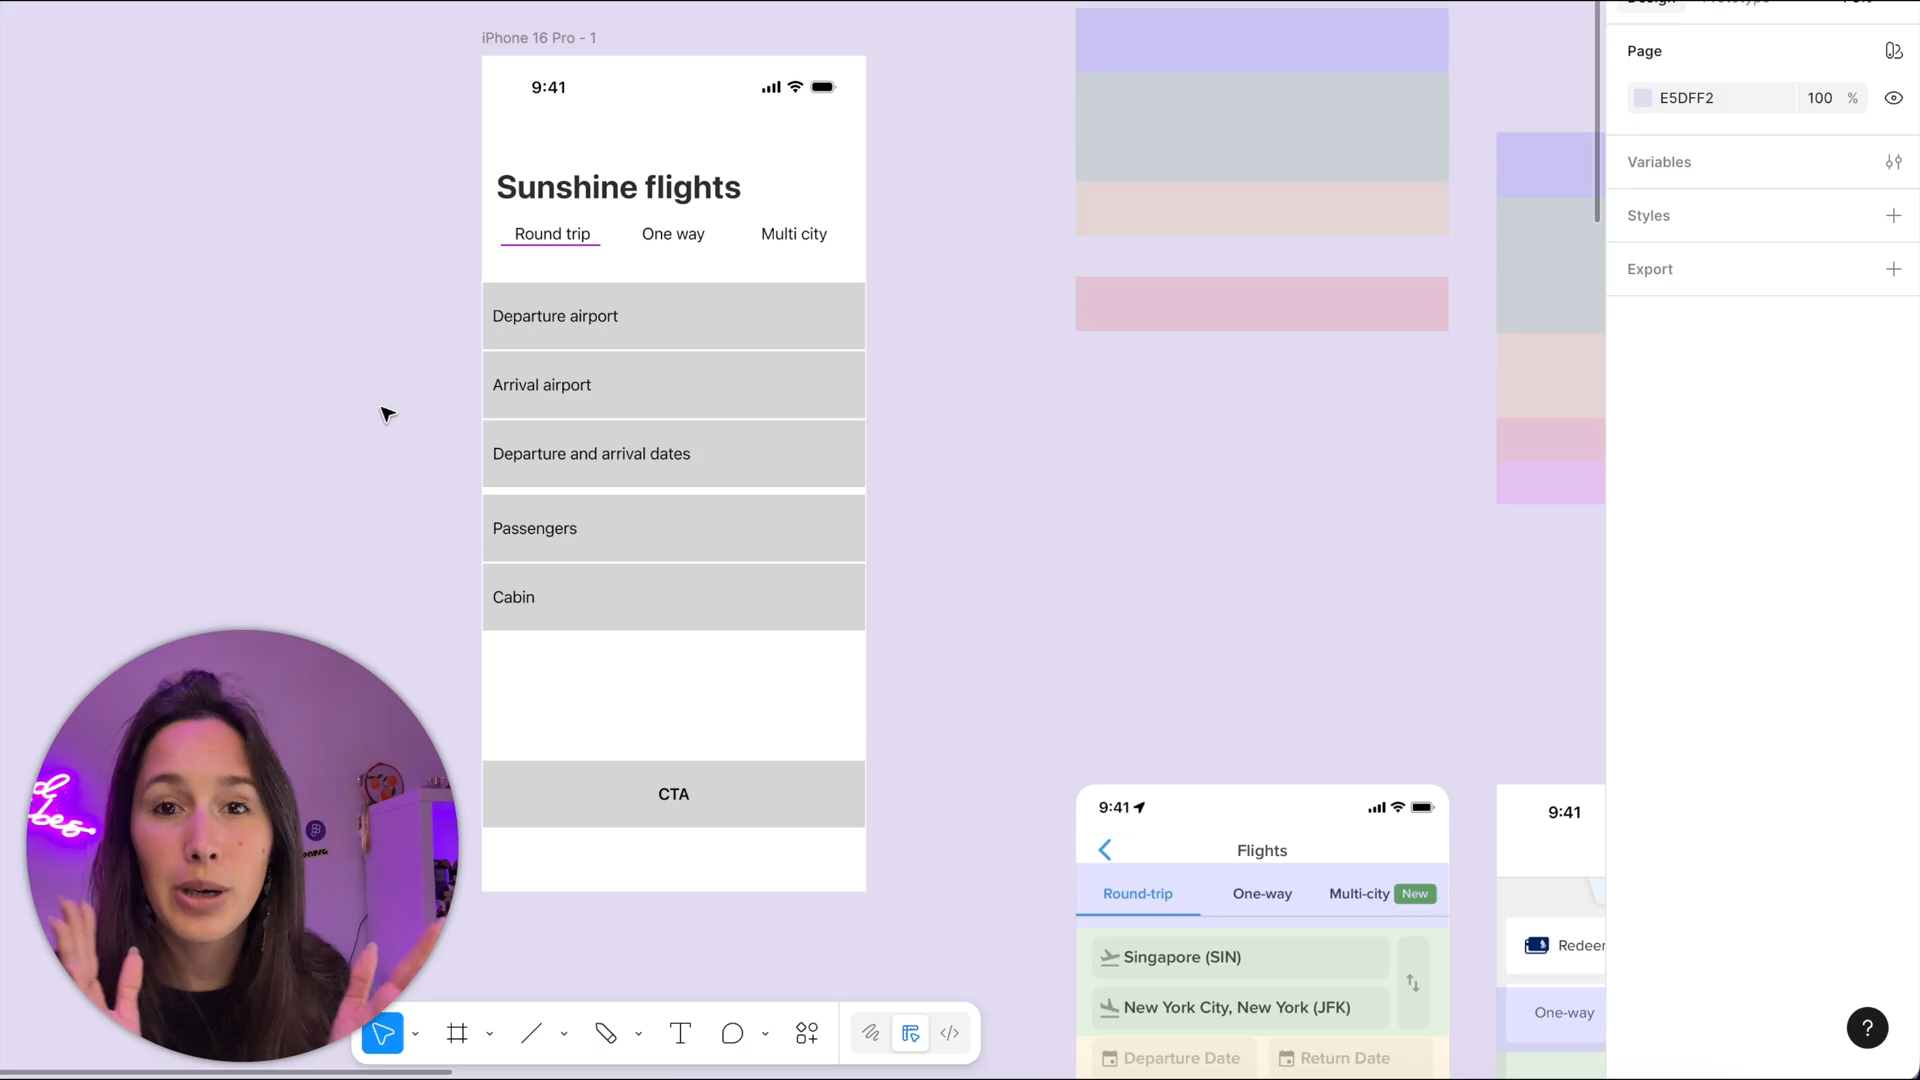 iPhone 16 Pro - 1
9:41
Sunshine flights
Round trip One way Multi city
Departure airport
Arrival airport
Departure and arrival dates
Passengers
Cabin
CTA
9:41
Flights
Round-trip One-way Multi-city New
Singapore (SIN)
New York City, New York (JFK)
Departure Date Return Date
9:41
Redeer
One-way
Page
E5DFF2 100 %
Variables
Styles
Export
?